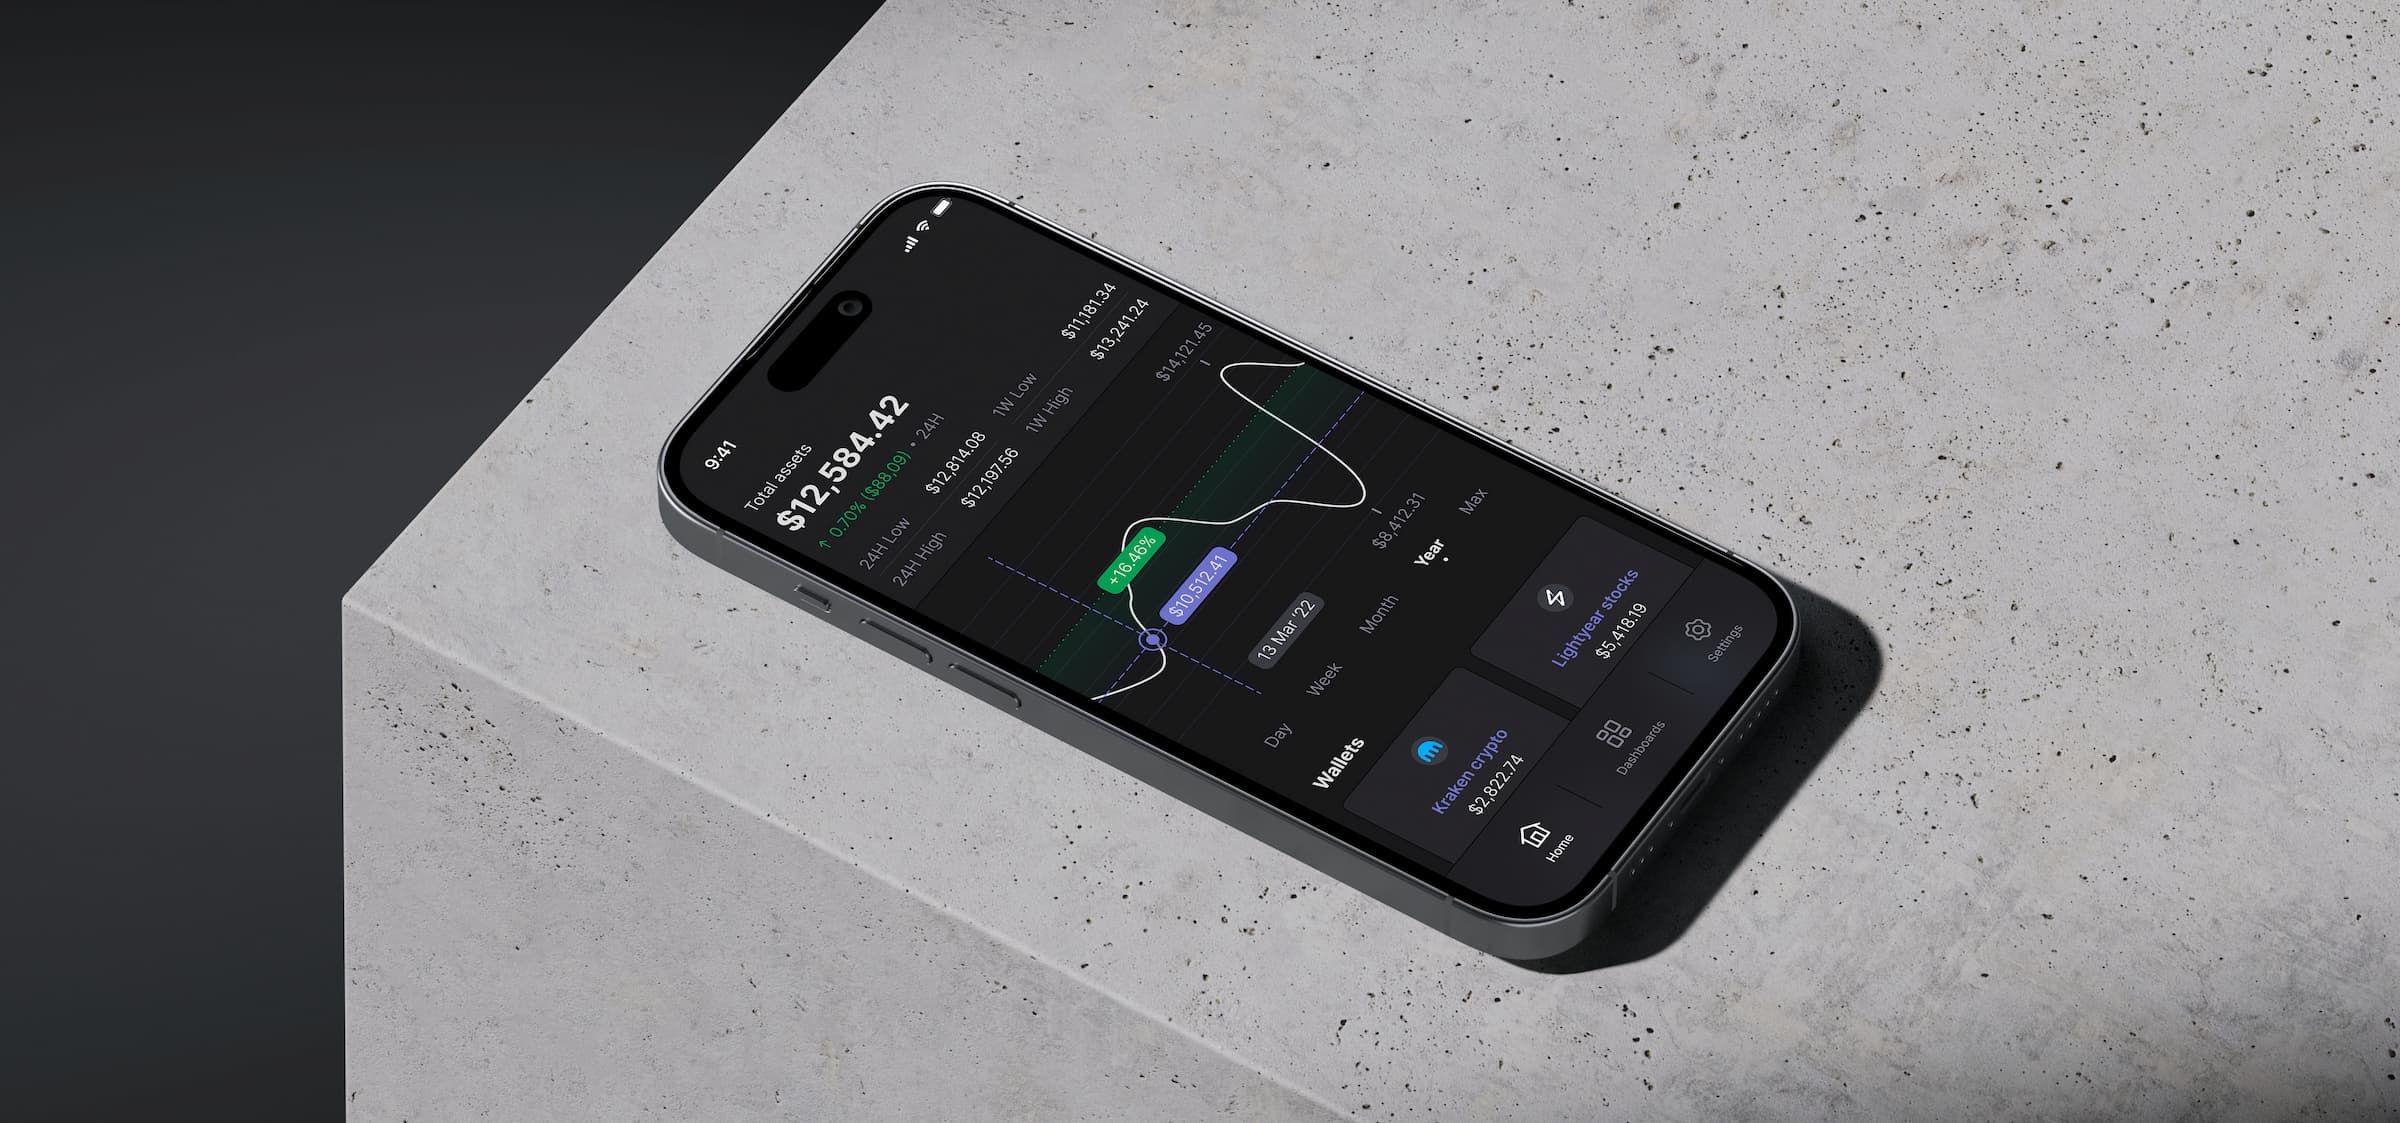 9:41
Total assets
$12,584.42
↑ 0.70% ($88,09) • 24H
24H Low $12,814.08 1W Low $11,181.34
24H High $12,197.56 1W High $13,241.24
$14,121.45
+16.46%
$10,512.41
$8,412.31
13 Mar '22
Day Week Month Year Max
Wallets
Kraken crypto
$2,822.74
Lightyear stocks
$5,418.19
Home Dashboards Settings